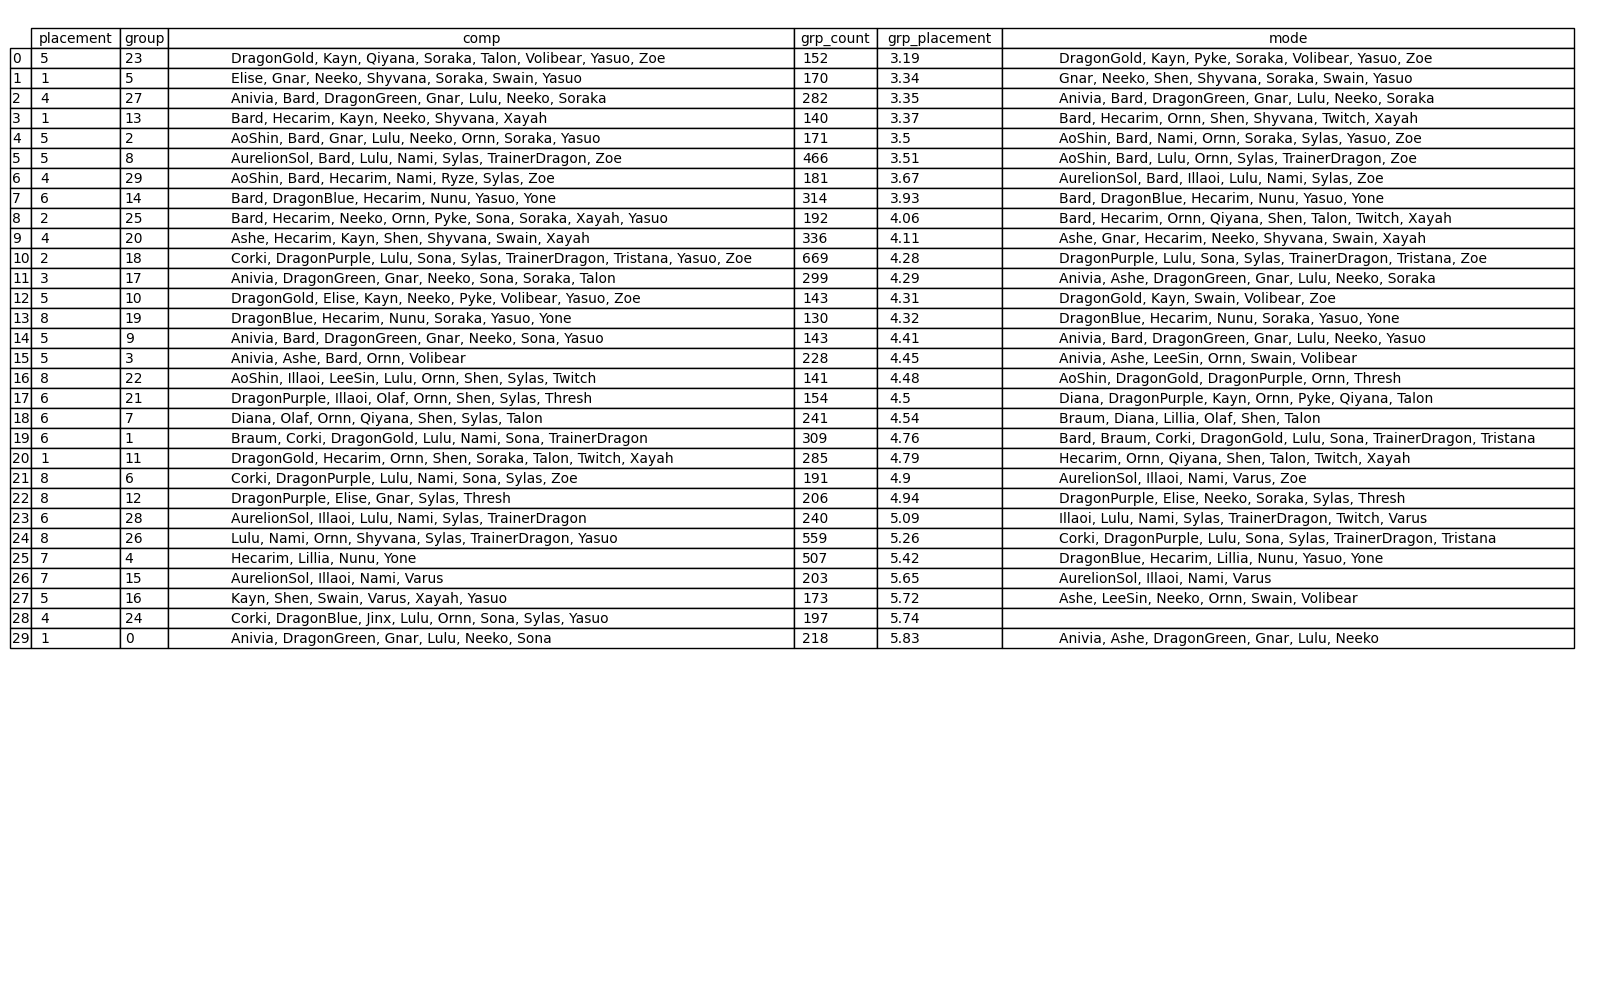 placement group comp grp_count grp_placement mode
0 5 23 DragonGold, Kayn, Qiyana, Soraka, Talon, Volibear, Yasuo, Zoe 152 3.19 DragonGold, Kayn, Pyke, Soraka, Volibear, Yasuo, Zoe
1 1 5 Elise, Gnar, Neeko, Shyvana, Soraka, Swain, Yasuo 170 3.34 Gnar, Neeko, Shen, Shyvana, Soraka, Swain, Yasuo
2 4 27 Anivia, Bard, DragonGreen, Gnar, Lulu, Neeko, Soraka 282 3.35 Anivia, Bard, DragonGreen, Gnar, Lulu, Neeko, Soraka
3 1 13 Bard, Hecarim, Kayn, Neeko, Shyvana, Xayah 140 3.37 Bard, Hecarim, Ornn, Shen, Shyvana, Twitch, Xayah
4 5 2 AoShin, Bard, Gnar, Lulu, Neeko, Ornn, Soraka, Yasuo 171 3.5 AoShin, Bard, Nami, Ornn, Soraka, Sylas, Yasuo, Zoe
5 5 8 AurelionSol, Bard, Lulu, Nami, Sylas, TrainerDragon, Zoe 466 3.51 AoShin, Bard, Lulu, Ornn, Sylas, TrainerDragon, Zoe
6 4 29 AoShin, Bard, Hecarim, Nami, Ryze, Sylas, Zoe 181 3.67 AurelionSol, Bard, Illaoi, Lulu, Nami, Sylas, Zoe
7 6 14 Bard, DragonBlue, Hecarim, Nunu, Yasuo, Yone 314 3.93 Bard, DragonBlue, Hecarim, Nunu, Yasuo, Yone
8 2 25 Bard, Hecarim, Neeko, Ornn, Pyke, Sona, Soraka, Xayah, Yasuo 192 4.06 Bard, Hecarim, Ornn, Qiyana, Shen, Talon, Twitch, Xayah
9 4 20 Ashe, Hecarim, Kayn, Shen, Shyvana, Swain, Xayah 336 4.11 Ashe, Gnar, Hecarim, Neeko, Shyvana, Swain, Xayah
10 2 18 Corki, DragonPurple, Lulu, Sona, Sylas, TrainerDragon, Tristana, Yasuo, Zoe 669 4.28 DragonPurple, Lulu, Sona, Sylas, TrainerDragon, Tristana, Zoe
11 3 17 Anivia, DragonGreen, Gnar, Neeko, Sona, Soraka, Talon 299 4.29 Anivia, Ashe, DragonGreen, Gnar, Lulu, Neeko, Soraka
12 5 10 DragonGold, Elise, Kayn, Neeko, Pyke, Volibear, Yasuo, Zoe 143 4.31 DragonGold, Kayn, Swain, Volibear, Zoe
13 8 19 DragonBlue, Hecarim, Nunu, Soraka, Yasuo, Yone 130 4.32 DragonBlue, Hecarim, Nunu, Soraka, Yasuo, Yone
14 5 9 Anivia, Bard, DragonGreen, Gnar, Neeko, Sona, Yasuo 143 4.41 Anivia, Bard, DragonGreen, Gnar, Lulu, Neeko, Yasuo
15 5 3 Anivia, Ashe, Bard, Ornn, Volibear 228 4.45 Anivia, Ashe, LeeSin, Ornn, Swain, Volibear
16 8 22 AoShin, Illaoi, LeeSin, Lulu, Ornn, Shen, Sylas, Twitch 141 4.48 AoShin, DragonGold, DragonPurple, Ornn, Thresh
17 6 21 DragonPurple, Illaoi, Olaf, Ornn, Shen, Sylas, Thresh 154 4.5 Diana, DragonPurple, Kayn, Ornn, Pyke, Qiyana, Talon
18 6 7 Diana, Olaf, Ornn, Qiyana, Shen, Sylas, Talon 241 4.54 Braum, Diana, Lillia, Olaf, Shen, Talon
19 6 1 Braum, Corki, DragonGold, Lulu, Nami, Sona, TrainerDragon 309 4.76 Bard, Braum, Corki, DragonGold, Lulu, Sona, TrainerDragon, Tristana
20 1 11 DragonGold, Hecarim, Ornn, Shen, Soraka, Talon, Twitch, Xayah 285 4.79 Hecarim, Ornn, Qiyana, Shen, Talon, Twitch, Xayah
21 8 6 Corki, DragonPurple, Lulu, Nami, Sona, Sylas, Zoe 191 4.9 AurelionSol, Illaoi, Nami, Varus, Zoe
22 8 12 DragonPurple, Elise, Gnar, Sylas, Thresh 206 4.94 DragonPurple, Elise, Neeko, Soraka, Sylas, Thresh
23 6 28 AurelionSol, Illaoi, Lulu, Nami, Sylas, TrainerDragon 240 5.09 Illaoi, Lulu, Nami, Sylas, TrainerDragon, Twitch, Varus
24 8 26 Lulu, Nami, Ornn, Shyvana, Sylas, TrainerDragon, Yasuo 559 5.26 Corki, DragonPurple, Lulu, Sona, Sylas, TrainerDragon, Tristana
25 7 4 Hecarim, Lillia, Nunu, Yone 507 5.42 DragonBlue, Hecarim, Lillia, Nunu, Yasuo, Yone
26 7 15 AurelionSol, Illaoi, Nami, Varus 203 5.65 AurelionSol, Illaoi, Nami, Varus
27 5 16 Kayn, Shen, Swain, Varus, Xayah, Yasuo 173 5.72 Ashe, LeeSin, Neeko, Ornn, Swain, Volibear
28 4 24 Corki, DragonBlue, Jinx, Lulu, Ornn, Sona, Sylas, Yasuo 197 5.74
29 1 0 Anivia, DragonGreen, Gnar, Lulu, Neeko, Sona 218 5.83 Anivia, Ashe, DragonGreen, Gnar, Lulu, Neeko